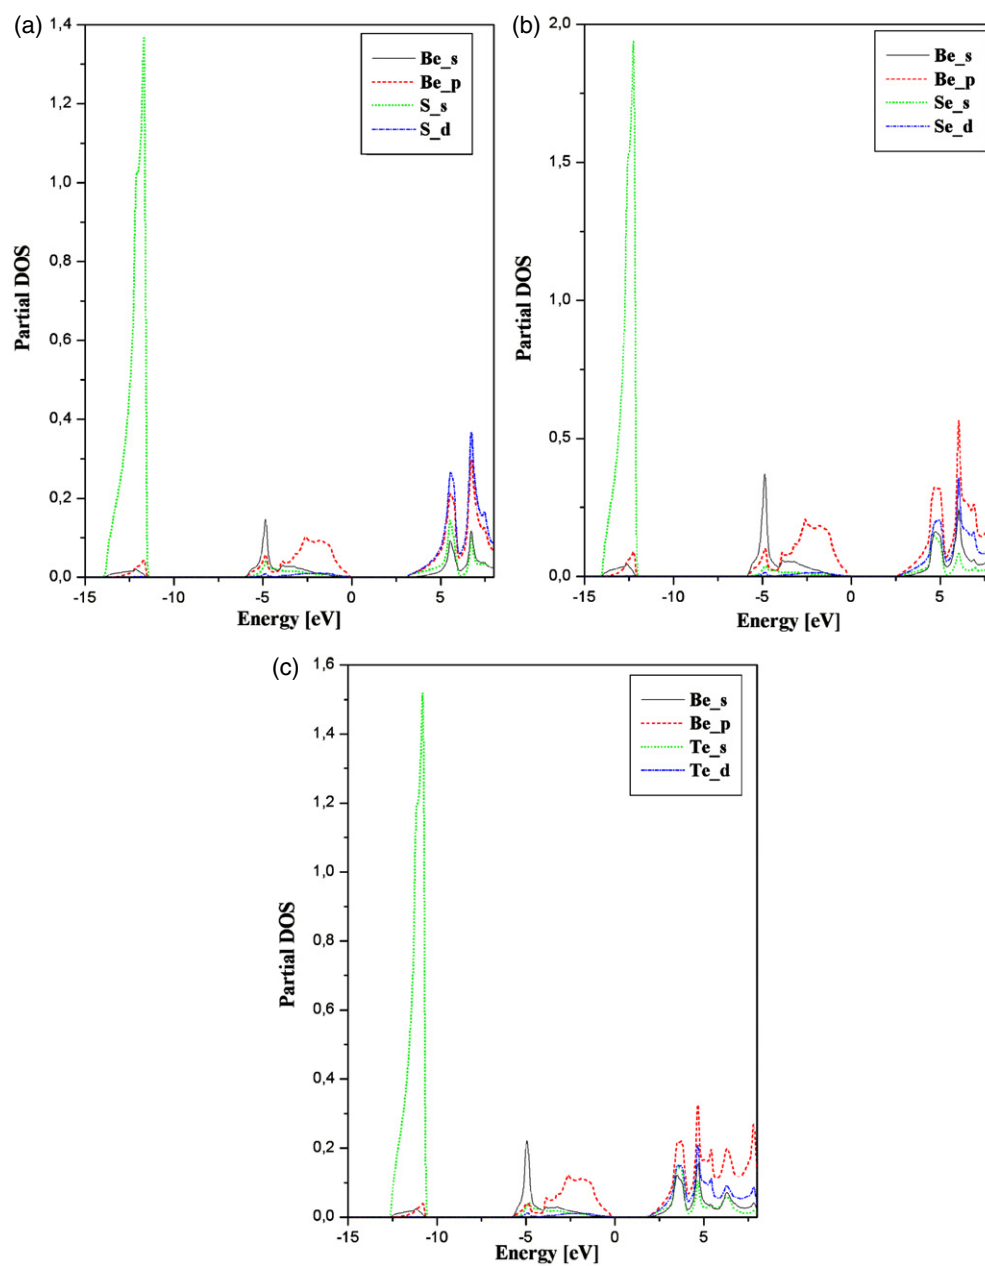 (a)
1,4
1,2
1,0
0,8
0,6
0,4
0,2
0,0
Partial DOS
Be_s
Be_p
S_s
S_d
-15
-10
-5
0
5
Energy [eV]
(b)
2,0
1,5
1,0
0,5
0,0
Partial DOS
Be_s
Be_p
Se_s
Se_d
-15
-10
-5
0
5
Energy [eV]
(c)
1,6
1,4
1,2
1,0
0,8
0,6
0,4
0,2
0,0
Partial DOS
Be_s
Be_p
Te_s
Te_d
-15
-10
-5
0
5
Energy [eV]